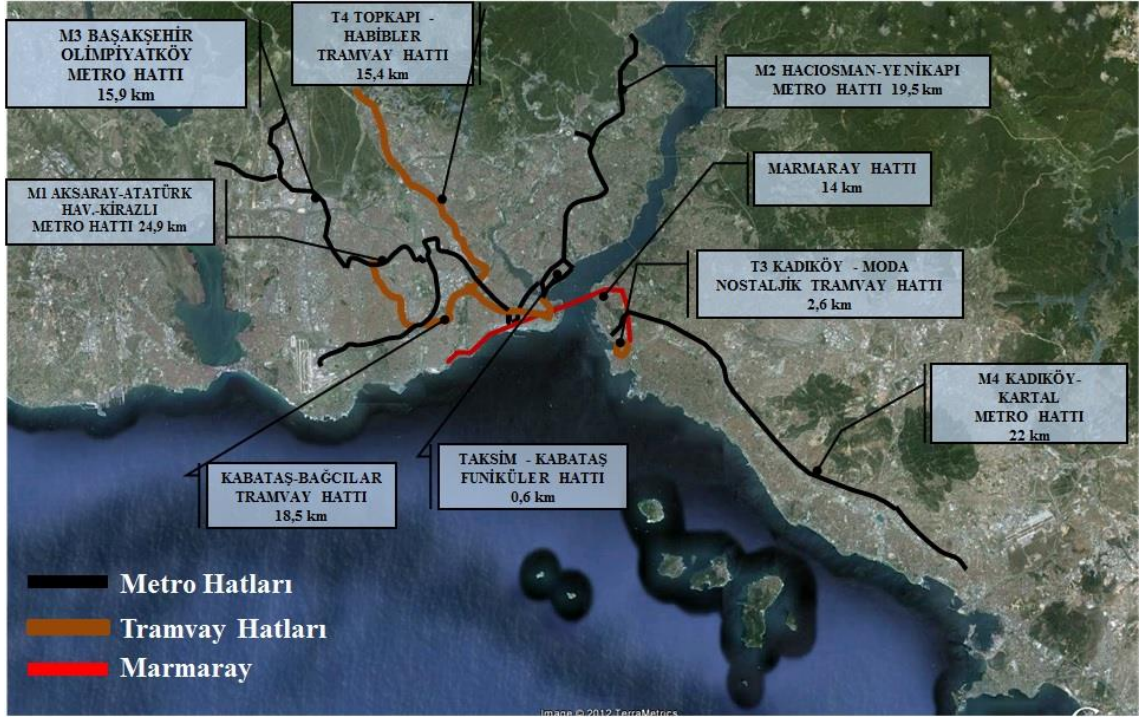 M3 BAŞAKŞEHİR
OLİMPİYATKÖY
METRO HATTI
15,9 km
T4 TOPKAPI -
HABİBLER
TRAMVAY HATTI
15,4 km
M2 HACIOSMAN-YENİKAPI
METRO HATTI 19,5 km
MARMARAY HATTI
14 km
M1 AKSARAY-ATATÜRK
HAV.-KİRAZLI
METRO HATTI 24,9 km
T3 KADIKÖY - MODA
NOSTALJİK TRAMVAY HATTI
2,6 km
M4 KADIKÖY-
KARTAL
METRO HATTI
22 km
KABATAŞ-BAĞCILAR
TRAMVAY HATTI
18,5 km
TAKSİM - KABATAŞ
FUNİKÜLER HATTI
0,6 km
Metro Hatları
Tramvay Hatları
Marmaray
Image © 2012 TerraMetrics